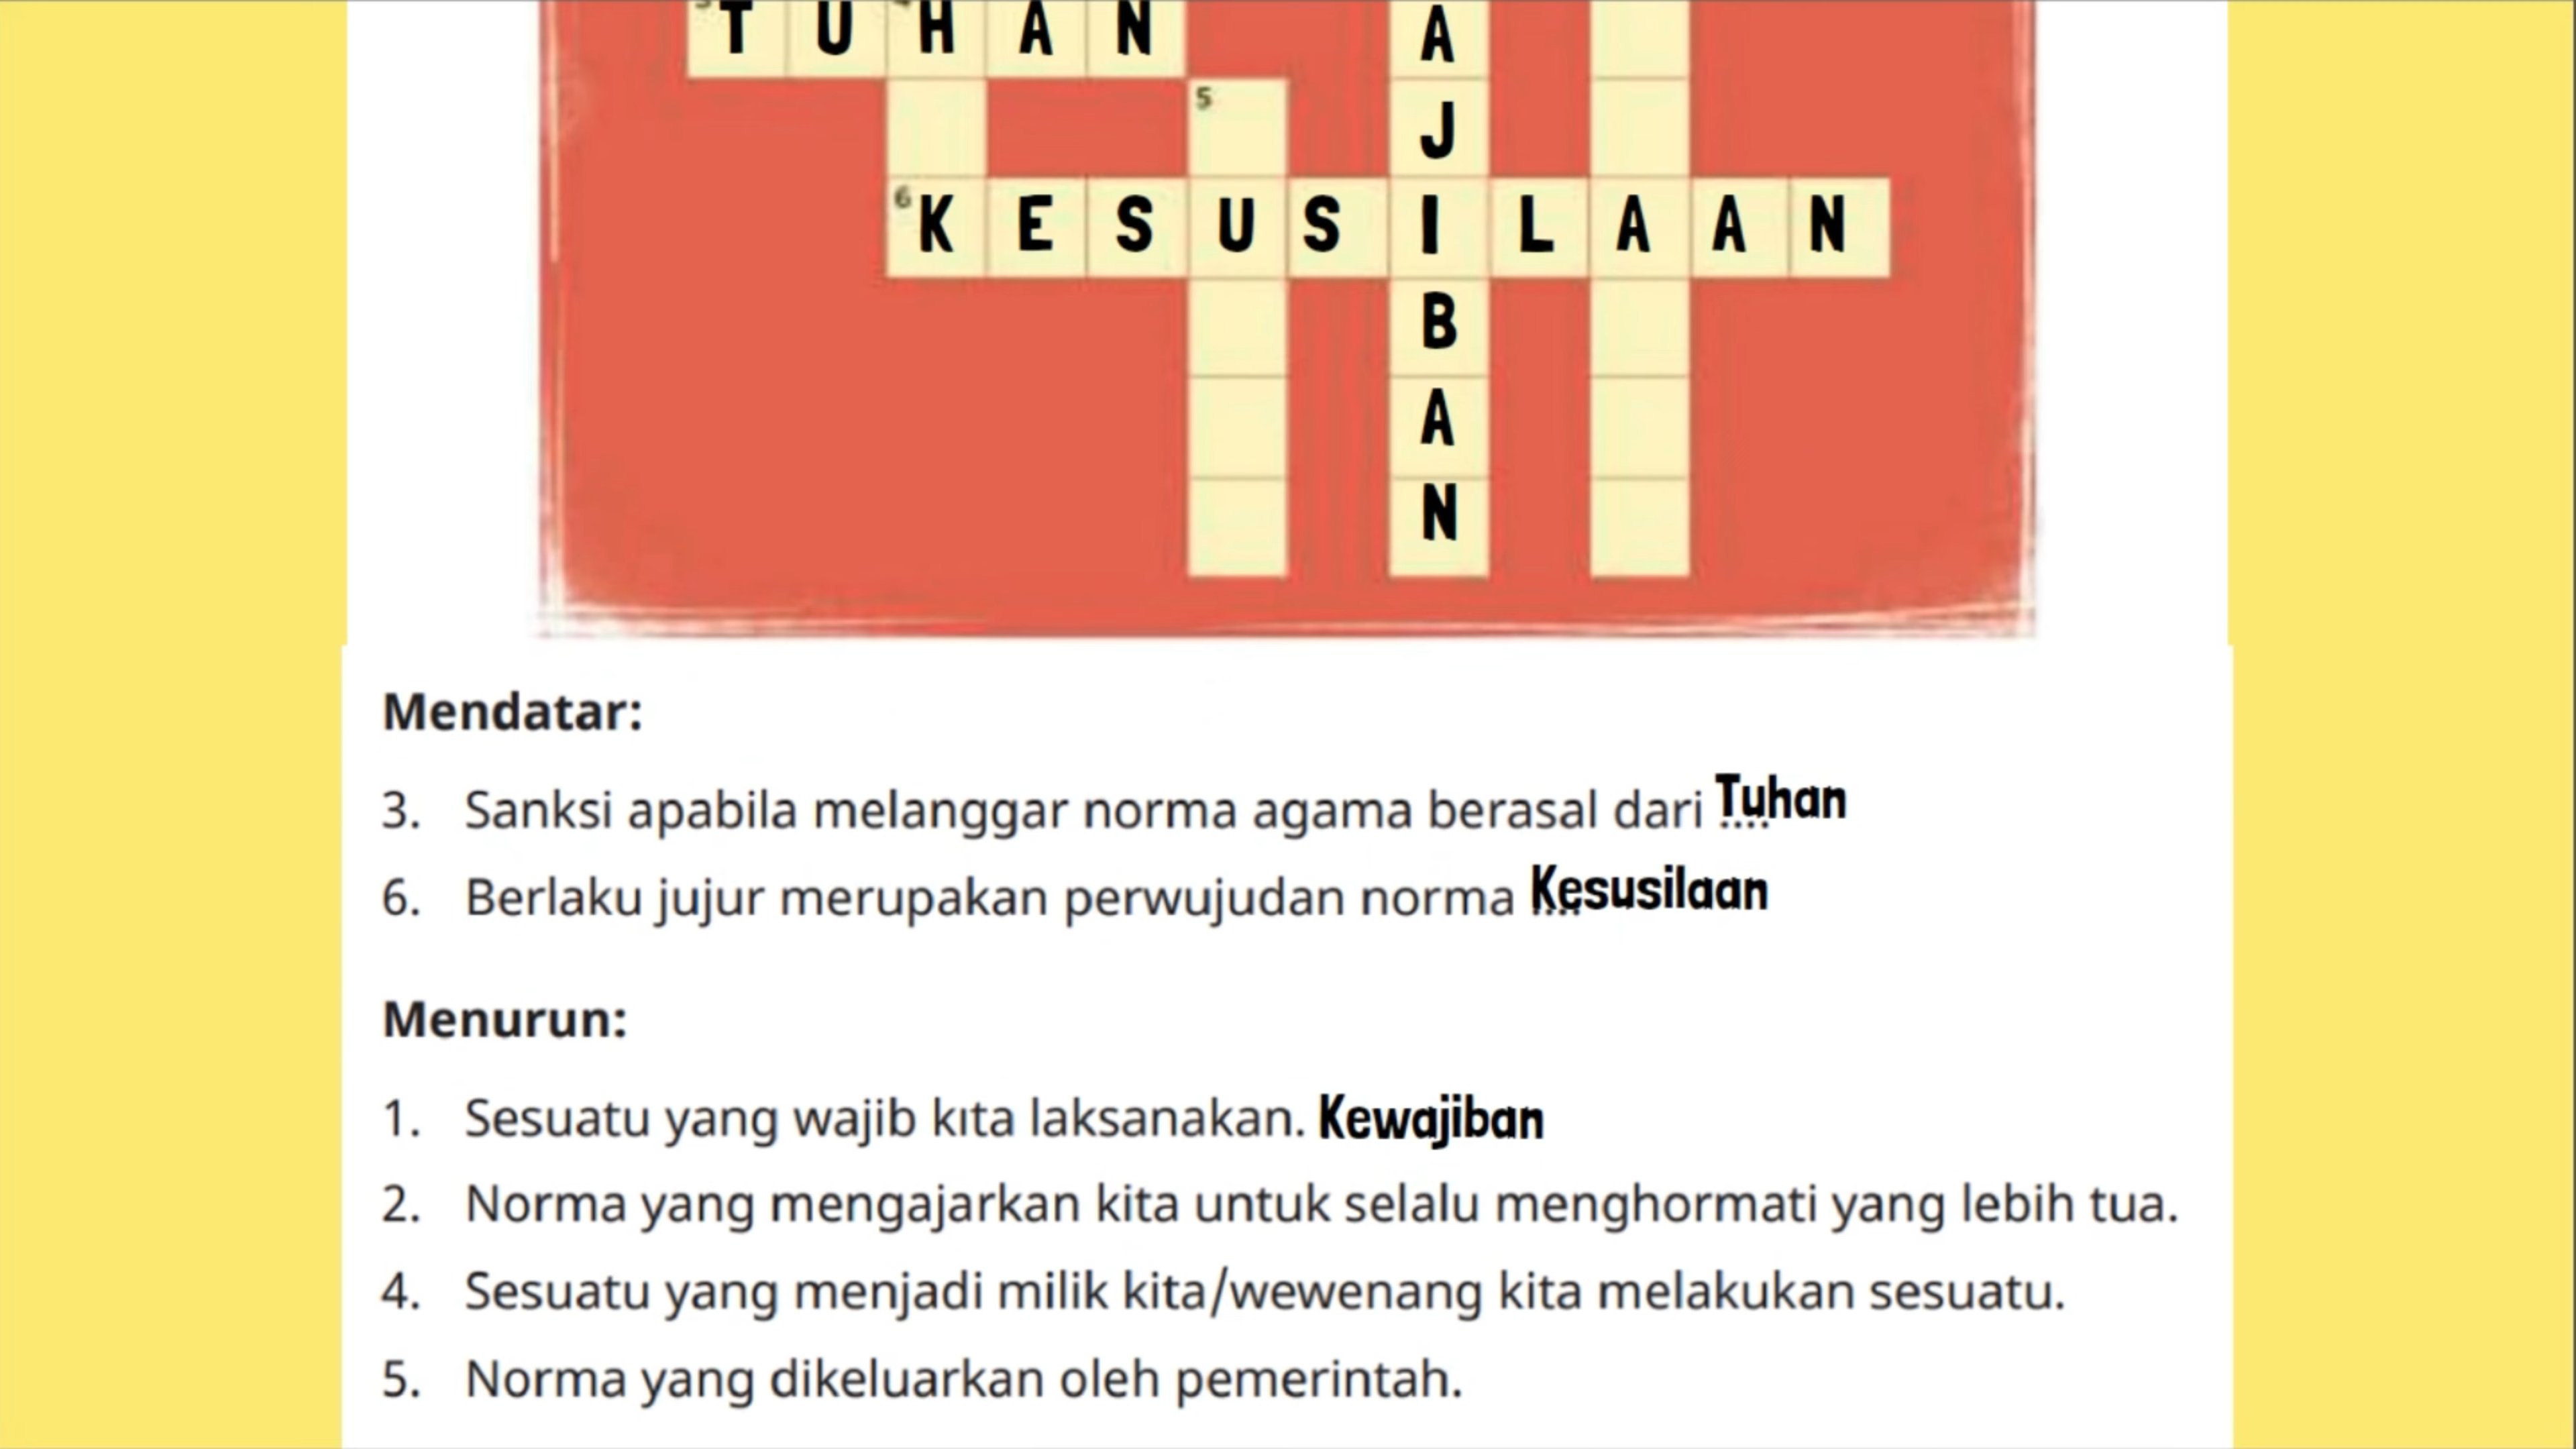 T U H A N
A
5
J
6 K E S U S I L A A N
B
A
N
Mendatar:
3. Sanksi apabila melanggar norma agama berasal dari .... Tuhan
6. Berlaku jujur merupakan perwujudan norma .... Kesusilaan
Menurun:
1. Sesuatu yang wajib kita laksanakan. Kewajiban
2. Norma yang mengajarkan kita untuk selalu menghormati yang lebih tua.
4. Sesuatu yang menjadi milik kita/wewenang kita melakukan sesuatu.
5. Norma yang dikeluarkan oleh pemerintah.